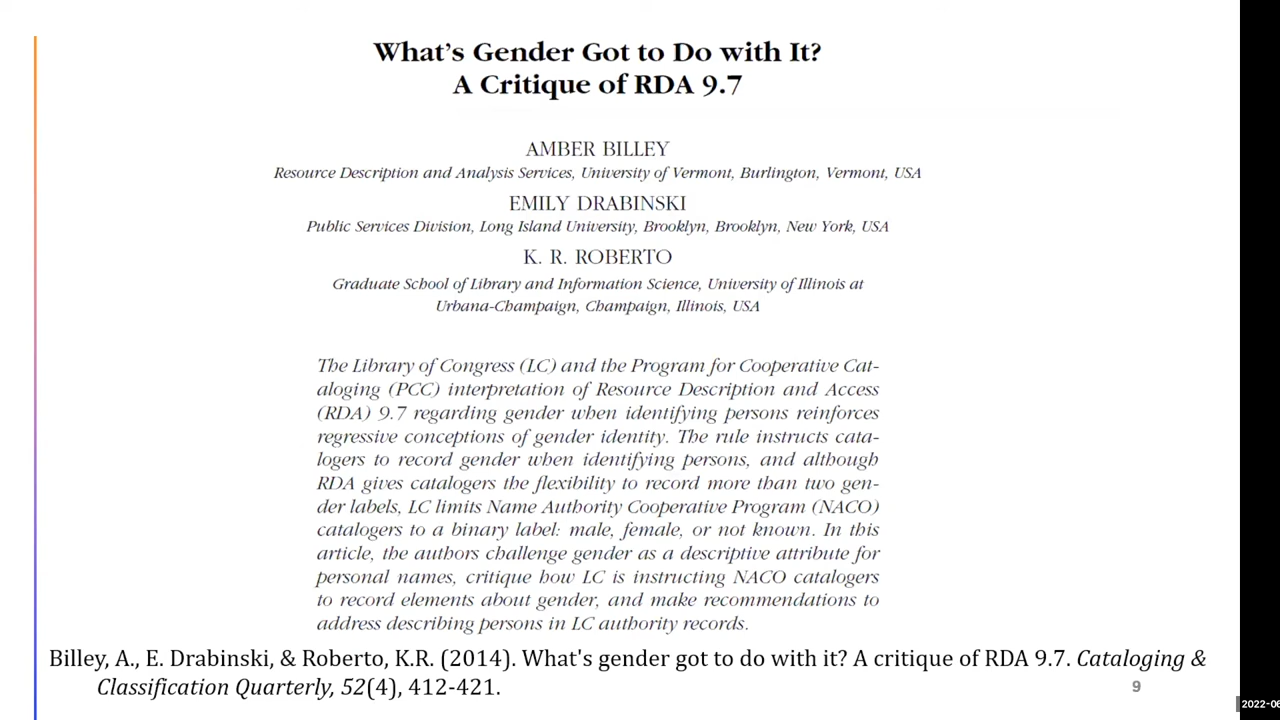 What's Gender Got to Do with It?
A Critique of RDA 9.7
AMBER BILLEY
Resource Description and Analysis Services, University of Vermont, Burlington, Vermont, USA
EMILY DRABINSKI
Public Services Division, Long Island University, Brooklyn, Brooklyn, New York, USA
K. R. ROBERTO
Graduate School of Library and Information Science, University of Illinois at
Urbana-Champaign, Champaign, Illinois, USA
The Library of Congress (LC) and the Program for Cooperative Cat-
aloging (PCC) interpretation of Resource Description and Access
(RDA) 9.7 regarding gender when identifying persons reinforces
regressive conceptions of gender identity. The rule instructs cata-
logers to record gender when identifying persons, and although
RDA gives catalogers the flexibility to record more than two gen-
der labels, LC limits Name Authority Cooperative Program (NACO)
catalogers to a binary label: male, female, or not known. In this
article, the authors challenge gender as a descriptive attribute for
personal names, critique how LC is instructing NACO catalogers
to record elements about gender, and make recommendations to
address describing persons in LC authority records.
Billey, A., E. Drabinski, & Roberto, K.R. (2014). What's gender got to do with it? A critique of RDA 9.7. Cataloging &
Classification Quarterly, 52(4), 412-421.
9